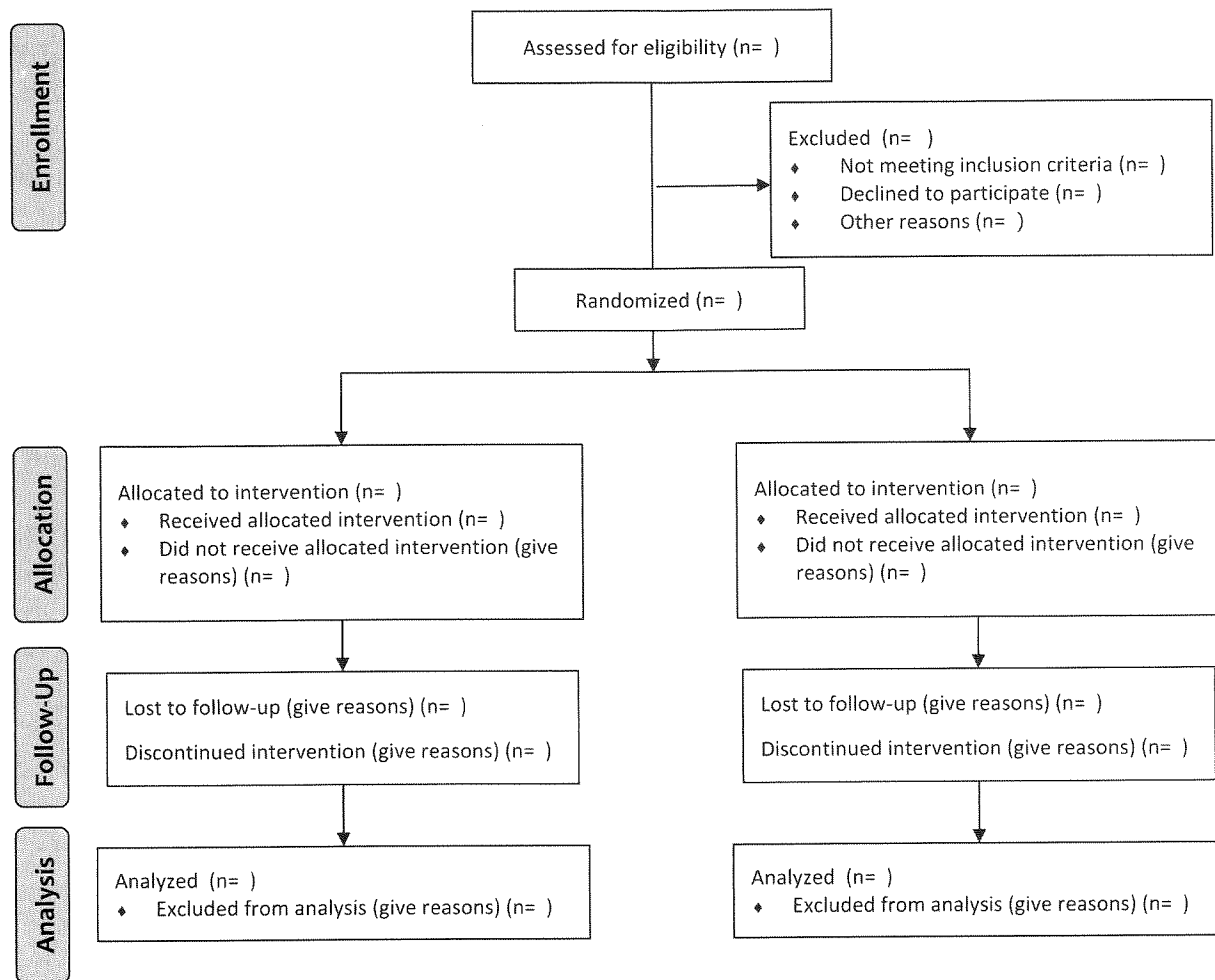 Enrollment
Assessed for eligibility (n= )
Excluded (n= )
♦ Not meeting inclusion criteria (n= )
♦ Declined to participate (n= )
♦ Other reasons (n= )
Randomized (n= )
Allocation
Allocated to intervention (n= )
♦ Received allocated intervention (n= )
♦ Did not receive allocated intervention (give
reasons) (n= )
Allocated to intervention (n= )
♦ Received allocated intervention (n= )
♦ Did not receive allocated intervention (give
reasons) (n= )
Follow-Up
Lost to follow-up (give reasons) (n= )
Discontinued intervention (give reasons) (n= )
Lost to follow-up (give reasons) (n= )
Discontinued intervention (give reasons) (n= )
Analysis
Analyzed (n= )
♦ Excluded from analysis (give reasons) (n= )
Analyzed (n= )
♦ Excluded from analysis (give reasons) (n= )